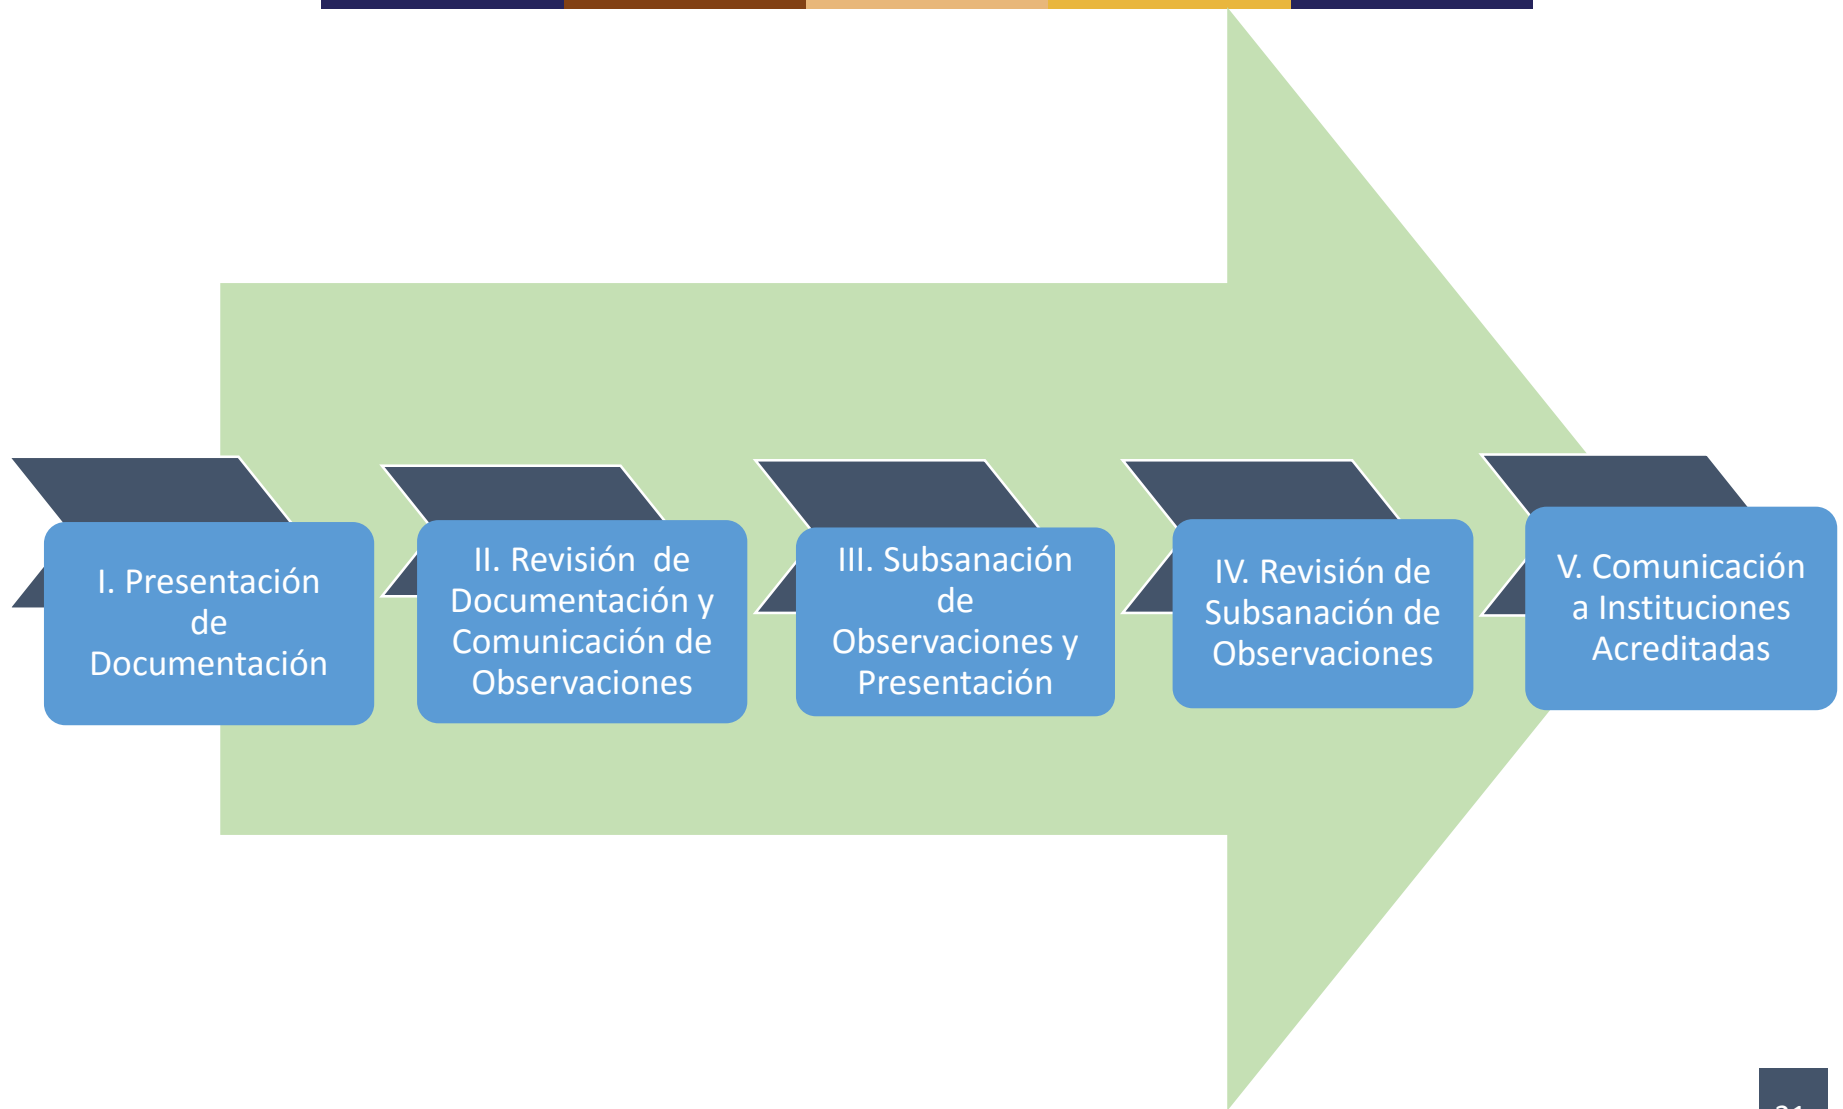 I. Presentación
de
Documentación
II. Revisión  de
Documentación y
Comunicación de
Observaciones
III. Subsanación
de
Observaciones y
Presentación
IV. Revisión de
Subsanación de
Observaciones
V. Comunicación
a Instituciones
Acreditadas